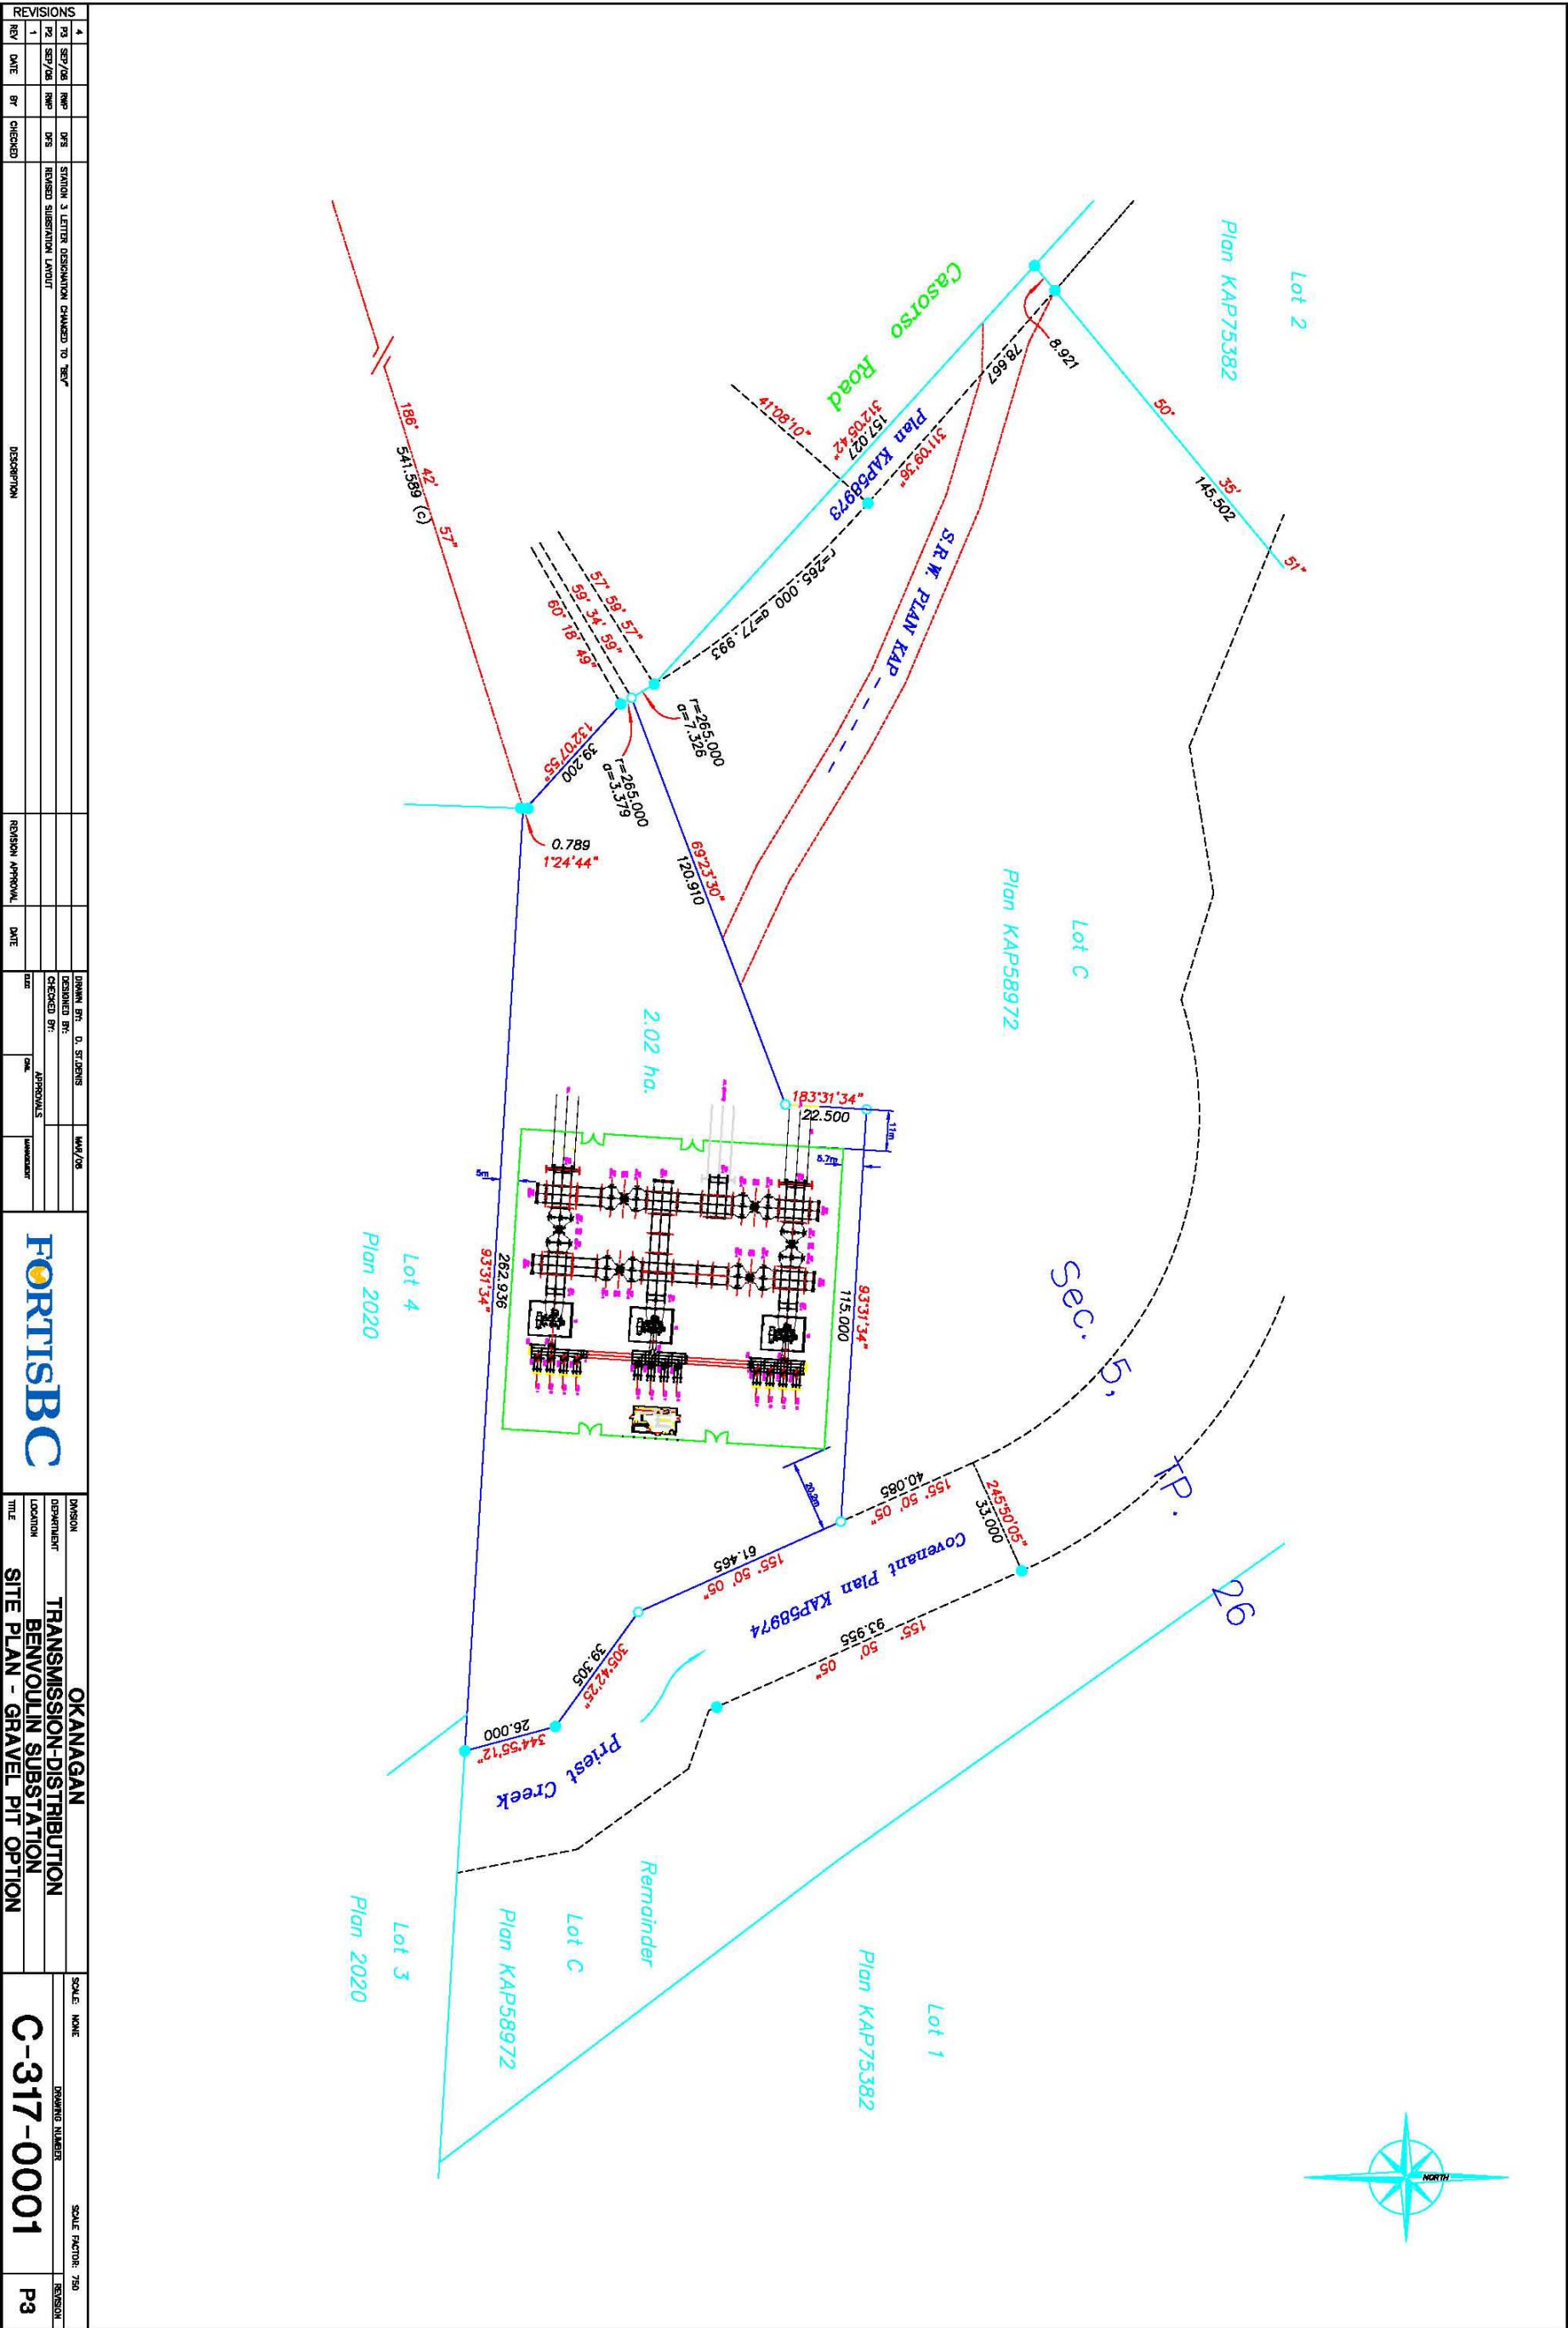 Lot 2
Plan KAP75382
50°
35'
51"
145.502
8.921
78.667
311°09'36"
Casorso
Road
Plan KAP58973
157.027
312°05'42"
41°08'10"
S.R.W. PLAN KAP
r=265.000 a=77.993
57° 59' 57"
59° 34' 59"
60° 18' 49"
186°
42'
57"
541.589 (c)
r=265.000
a=7.326
r=265.000
a=3.379
39.200
132°07'55"
0.789
1°24'44"
69°23'30"
120.910
Lot C
Plan KAP58972
2.02 ha.
183°31'34"
22.500
11m
5.7m
5m
93°31'34"
115.000
262.936
93°31'34"
Lot 4
Plan 2020
Sec. 5,
TP.
26
20.2m
40.085
155° 50' 05"
245°50'05"
33.000
61.465
155° 50' 05"
Covenant Plan KAP58974
93.955
155° 50' 05"
39.305
305°42'25"
26.000
344°55'12"
Priest Creek
Remainder
Lot C
Plan KAP58972
Lot 3
Plan 2020
Lot 1
Plan KAP75382
NORTH
REVISIONS
4
P3 SEP/08 RWP DFS STATION 3 LETTER DESIGNATION CHANGED TO "BEV"
P2 SEP/08 RWP DFS REVISED SUBSTATION LAYOUT
1
REV DATE BY CHECKED DESCRIPTION REVISION APPROVAL DATE
DRAWN BY: D. ST.DENIS MAR/08
DESIGNED BY:
CHECKED BY:
APPROVALS
ELEC CIVIL MANAGEMENT
FORTISBC
DIVISION OKANAGAN
DEPARTMENT TRANSMISSION-DISTRIBUTION
LOCATION BENVOULIN SUBSTATION
TITLE SITE PLAN - GRAVEL PIT OPTION
SCALE: NONE SCALE FACTOR: 750
DRAWING NUMBER REVISION
C-317-0001 P3